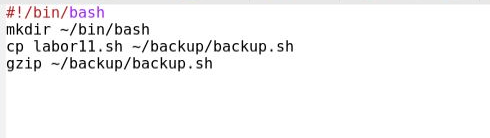 #!/bin/bash
mkdir ~/bin/bash
cp labor11.sh ~/backup/backup.sh
gzip ~/backup/backup.sh